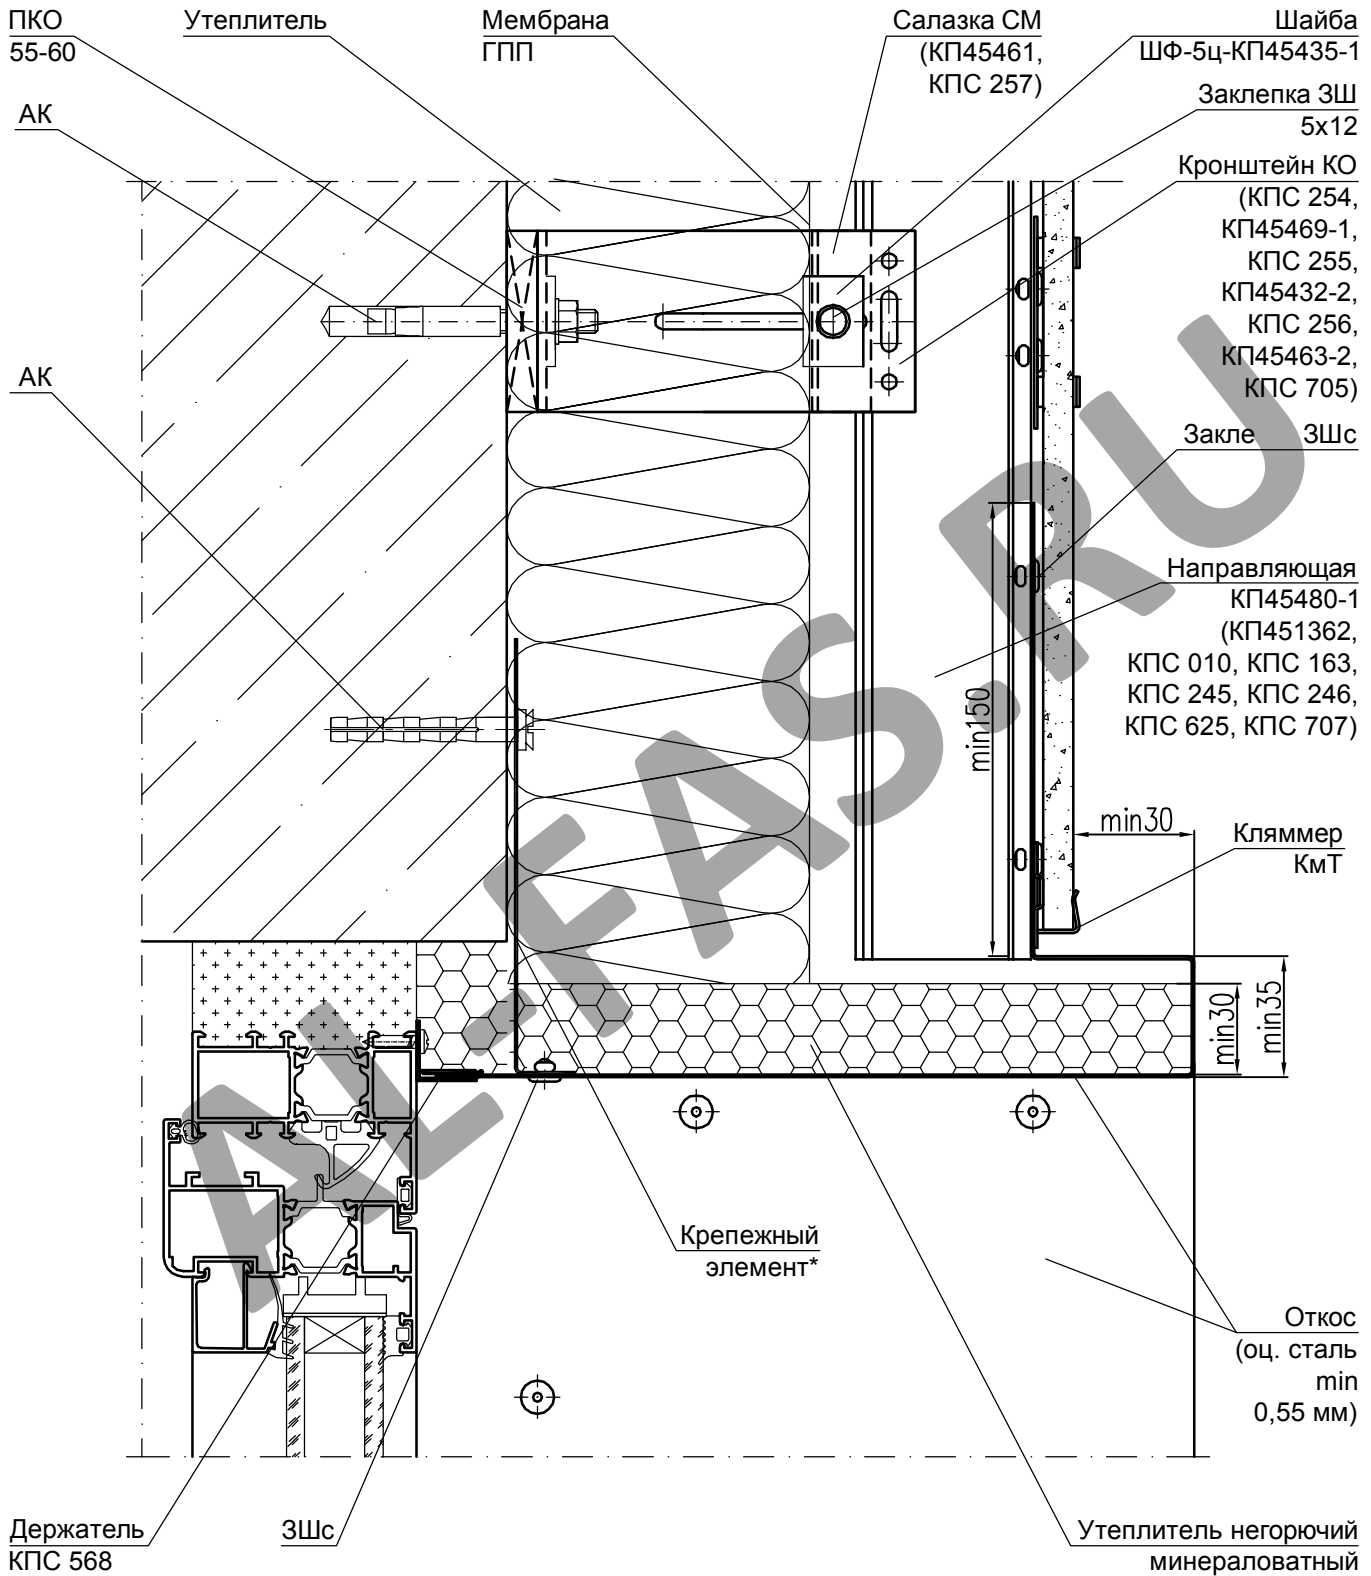 ПКО
55-60
Утеплитель
Мембрана
ГПП
Салазка СМ
(КП45461,
КПС 257)
Шайба
ШФ-5ц-КП45435-1
Заклепка ЗШ
5х12
АК
Кронштейн КО
(КПС 254,
КП45469-1,
КПС 255,
КП45432-2,
КПС 256,
КП45463-2,
КПС 705)
АК
Закле ЗШс
Направляющая
КП45480-1
(КП451362,
КПС 010, КПС 163,
КПС 245, КПС 246,
КПС 625, КПС 707)
min150
min30
Кляммер
КмТ
min30
min35
Крепежный
элемент*
Откос
(оц. сталь
min
0,55 мм)
Держатель
КПС 568
ЗШс
Утеплитель негорючий
минераловатный
AL-FAS.RU